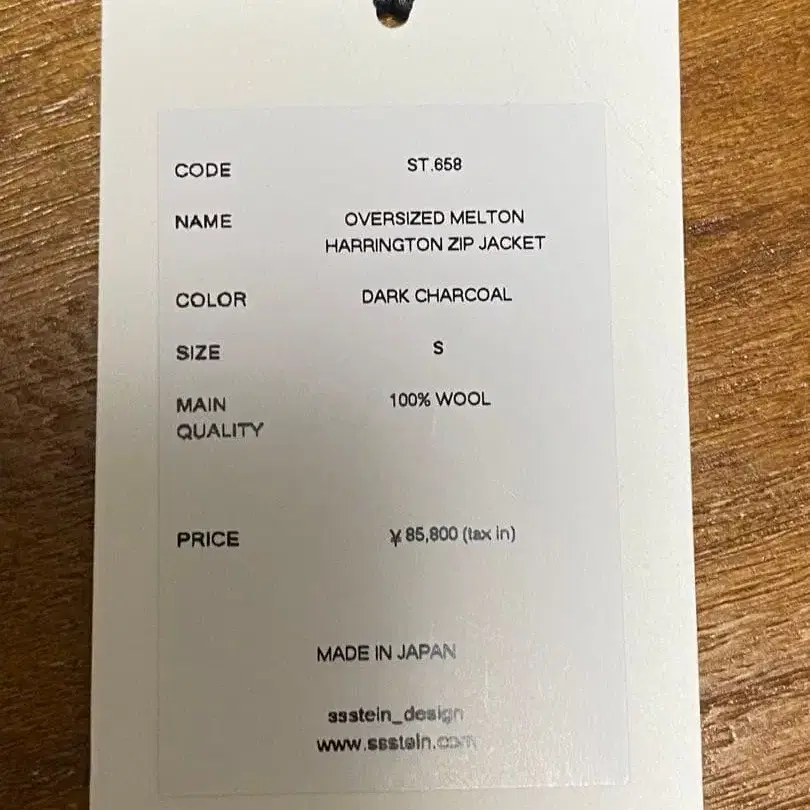 CODE ST.658
NAME OVERSIZED MELTON
HARRINGTON ZIP JACKET
COLOR DARK CHARCOAL
SIZE S
MAIN 100% WOOL
QUALITY
PRICE ¥ 85,800 (tax in)
MADE IN JAPAN
ssstein_design
www.ssstein.com